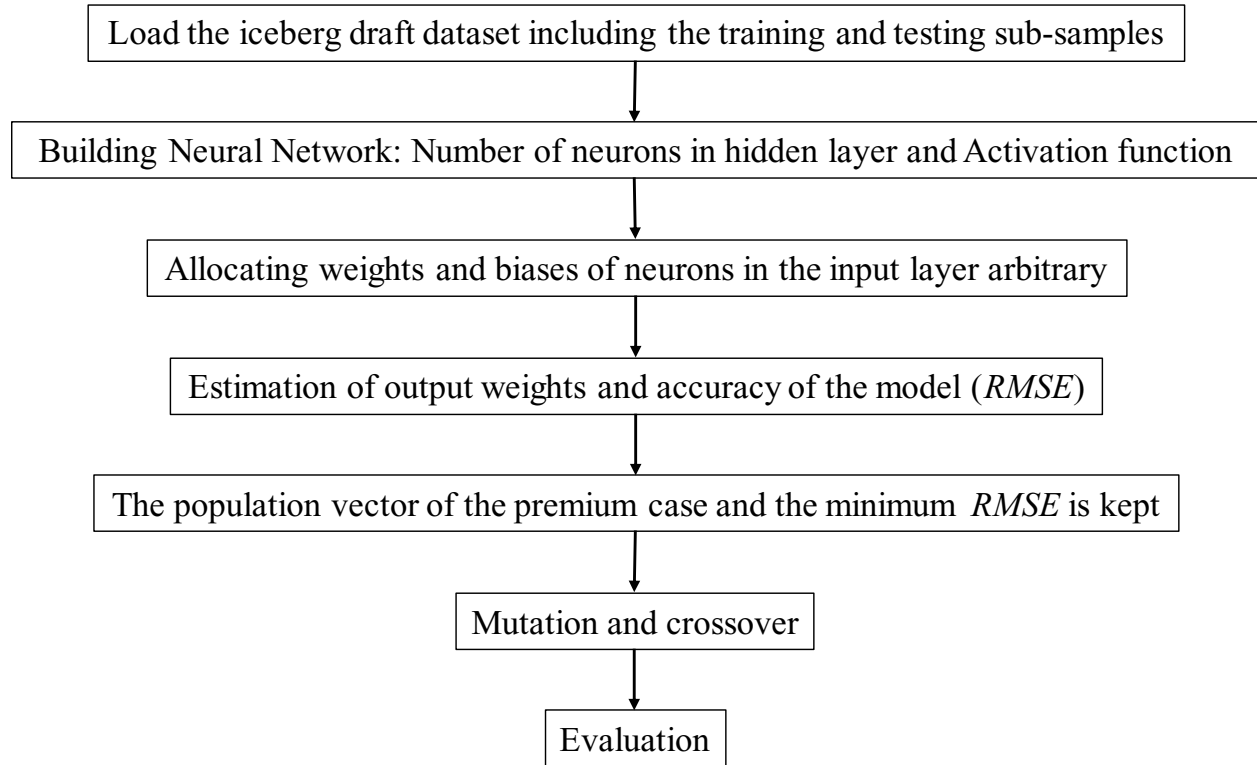 Load the iceberg draft dataset including the training and testing sub-samples
Building Neural Network: Number of neurons in hidden layer and Activation function
Allocating weights and biases of neurons in the input layer arbitrary
Estimation of output weights and accuracy of the model (RMSE)
The population vector of the premium case and the minimum RMSE is kept
Mutation and crossover
Evaluation